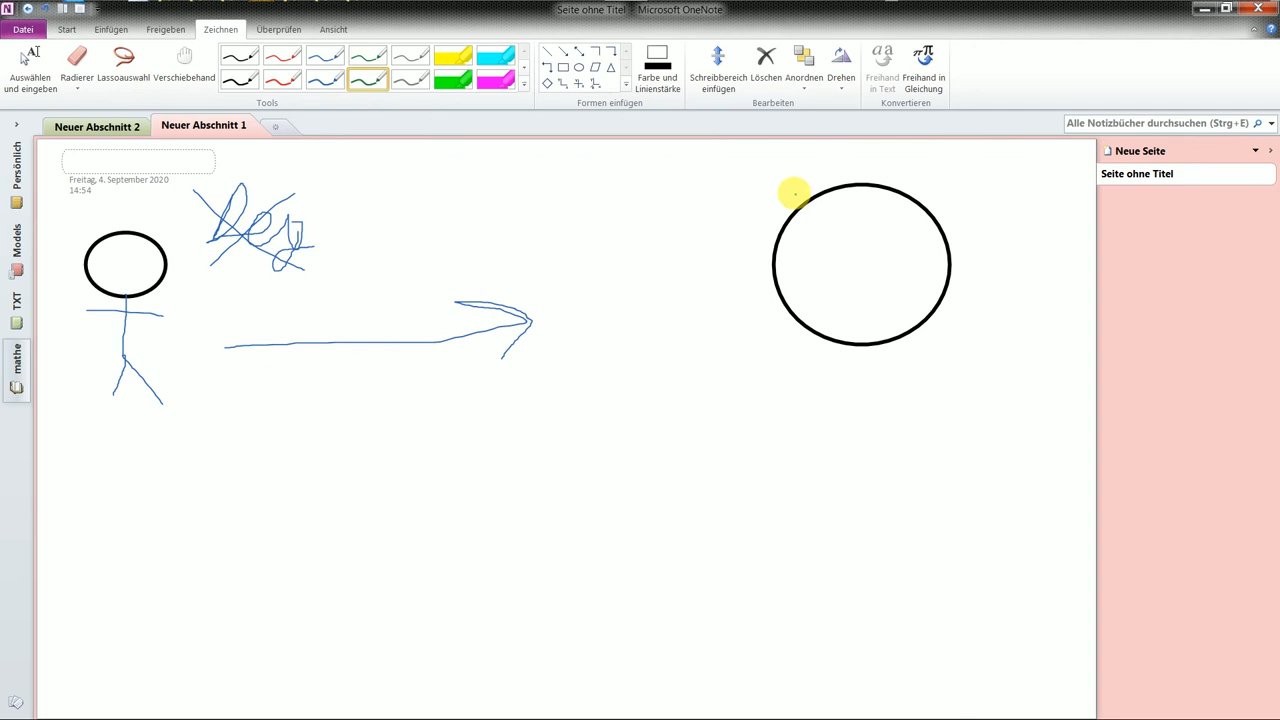 Seite ohne Titel - Microsoft OneNote
Datei Start Einfügen Freigeben Zeichnen Überprüfen Ansicht
Auswählen und eingeben
Radierer
Lassoauswahl
Verschiebehand
Tools
Farbe und Linienstärke
Formen einfügen
Schreibbereich einfügen
Löschen
Anordnen
Drehen
Bearbeiten
Freihand in Text
Freihand in Gleichung
Konvertieren
Neuer Abschnitt 2
Neuer Abschnitt 1
Alle Notizbücher durchsuchen (Strg+E)
Persönlich
Models
TXT
mathe
Freitag, 4. September 2020
14:54
Neue Seite
Seite ohne Titel